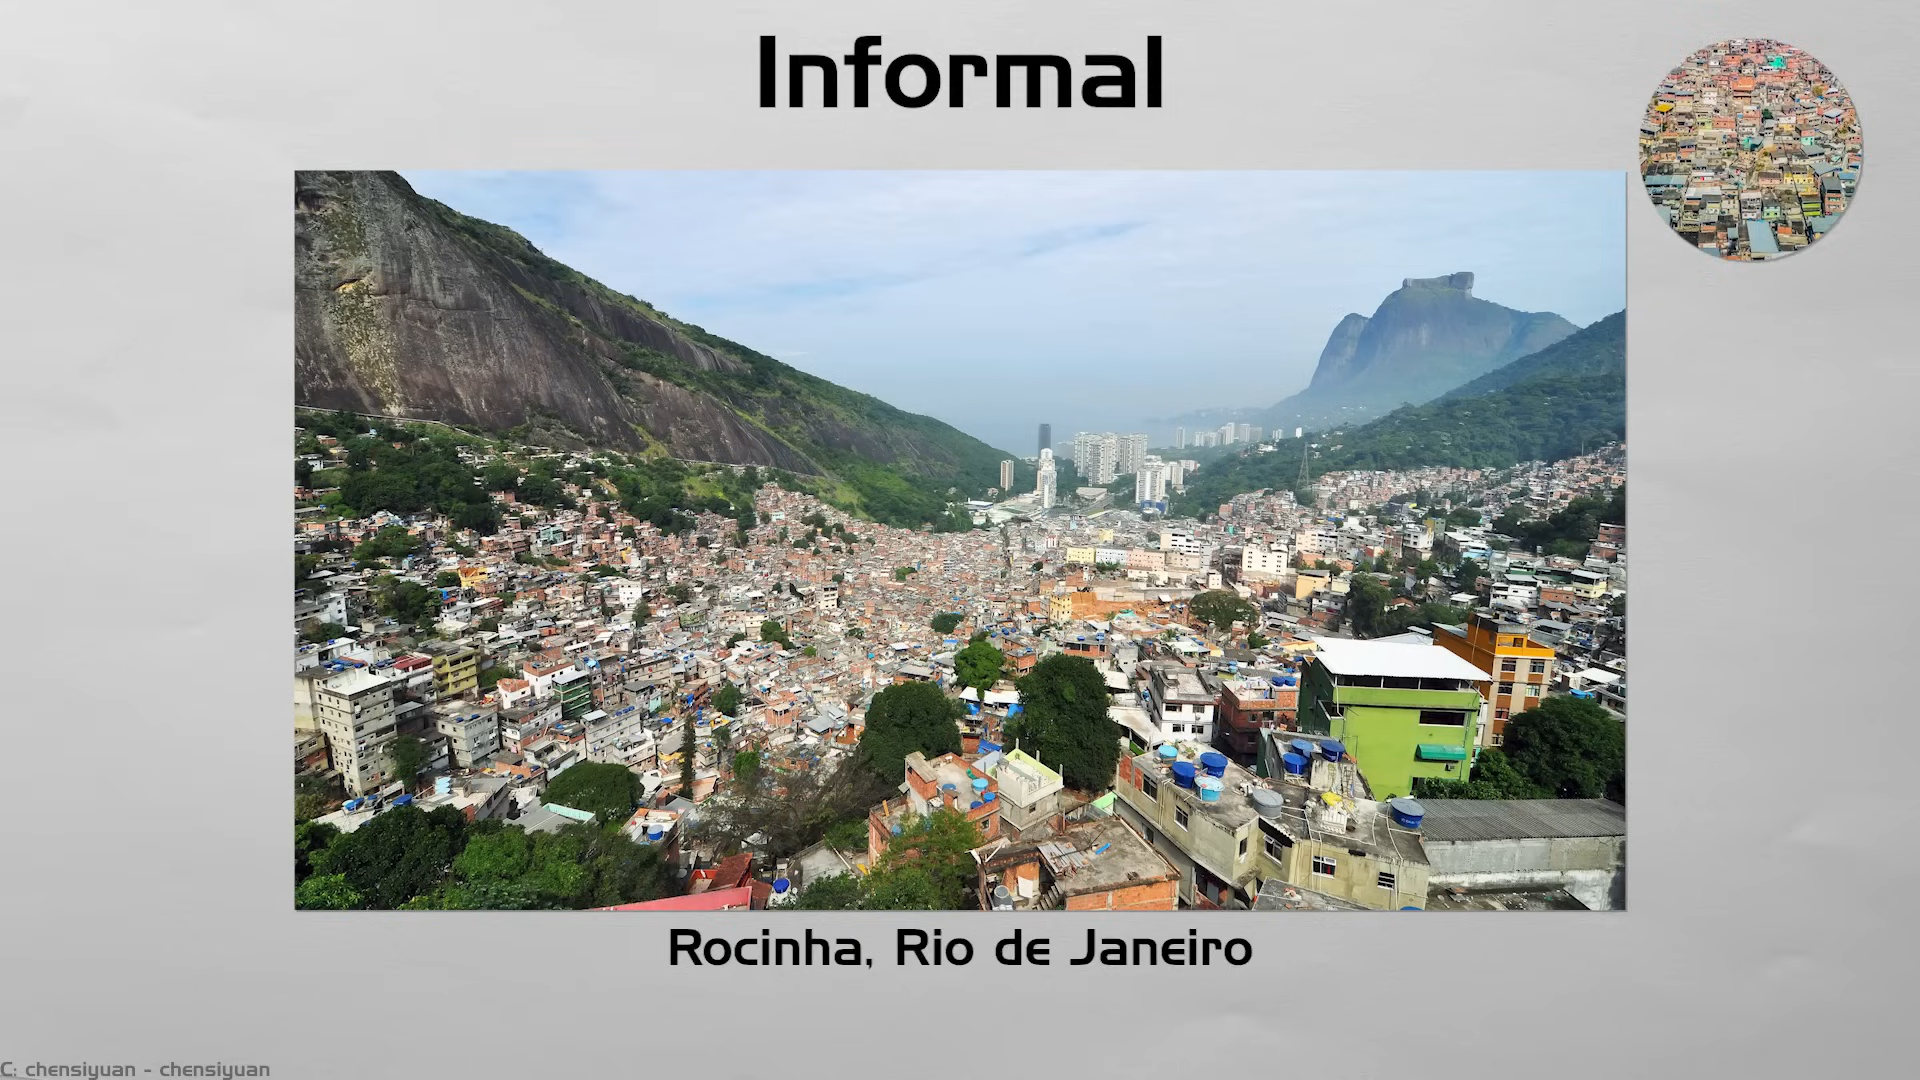 Informal
Rocinha, Rio de Janeiro
C: chensiyuan - chensiyuan